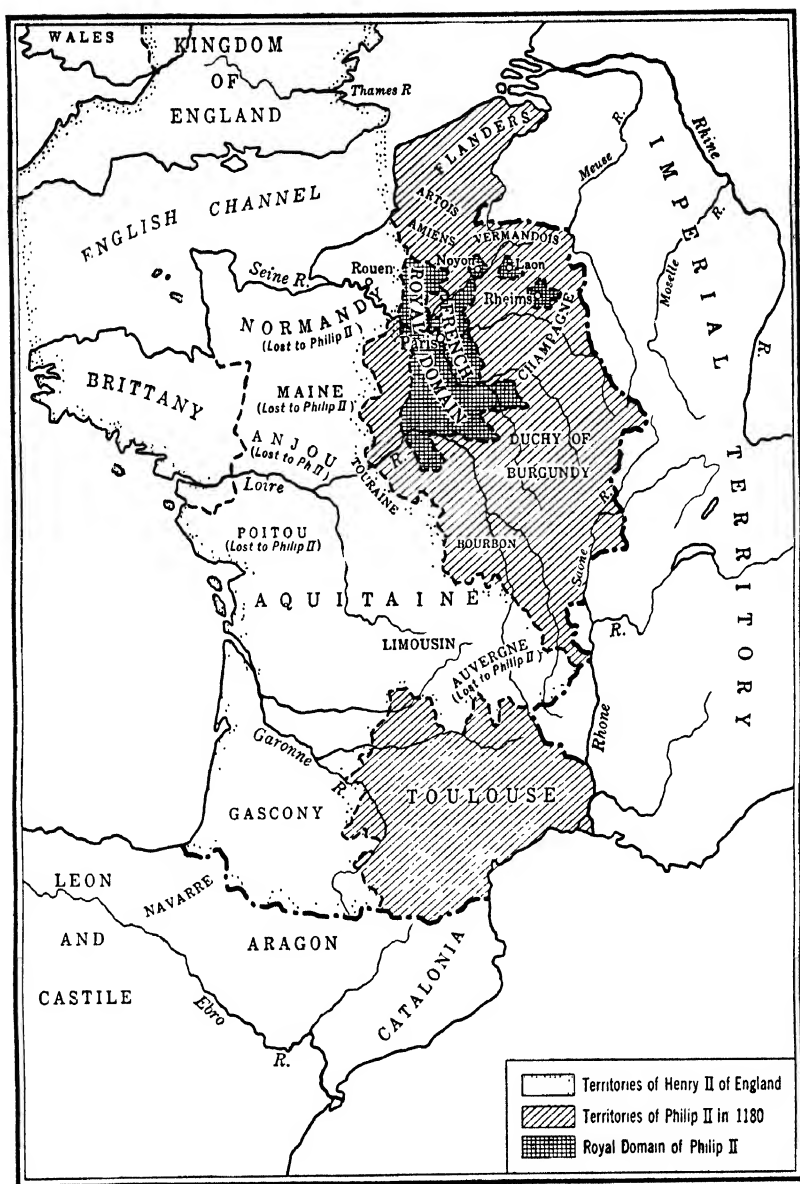 WALES
KINGDOM
OF
ENGLAND
Thames R
ENGLISH CHANNEL
FLANDERS
ARTOIS
AMIENS
VERMANDOIS
Meuse R.
Rhine
R.
IMPERIAL
TERRITORY
Moselle R.
Seine R.
Rouen
Noyon
Laon
Rheims
Paris
ROYAL
DOMAIN
FRENCH
CHAMPAGNE
NORMANDY
(Lost to Philip II)
BRITTANY
MAINE
(Lost to Philip II)
ANJOU
(Lost to Ph II)
TOURAINE
Loire
R.
DUCHY OF
BURGUNDY
POITOU
(Lost to Philip II)
BOURBON
Saone
R.
AQUITAINE
LIMOUSIN
AUVERGNE
(Lost to Philip II)
Rhone
R.
Garonne
R.
GASCONY
TOULOUSE
LEON
AND
CASTILE
NAVARRE
ARAGON
CATALONIA
Ebro
R.
Territories of Henry II of England
Territories of Philip II in 1180
Royal Domain of Philip II